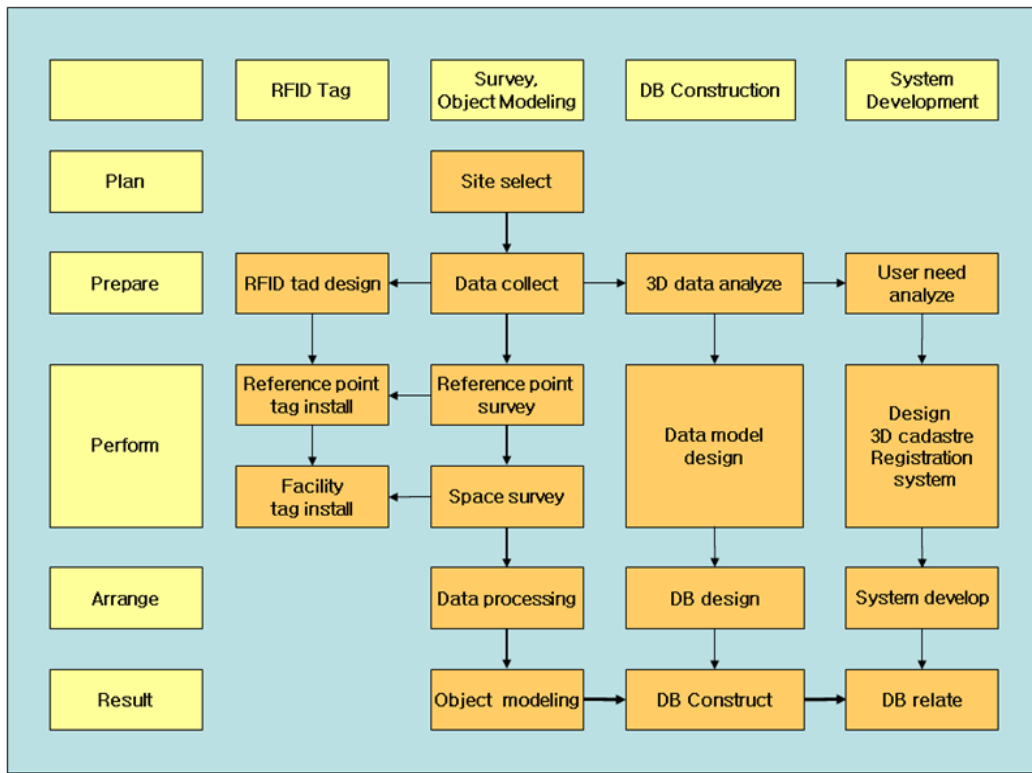 RFID Tag
Survey,
Object Modeling
DB Construction
System
Development
Plan
Site select
Prepare
RFID tad design
Data collect
3D data analyze
User need
analyze
Perform
Reference point
tag install
Reference point
survey
Data model
design
Design
3D cadastre
Registration
system
Facility
tag install
Space survey
Arrange
Data processing
DB design
System develop
Result
Object modeling
DB Construct
DB relate